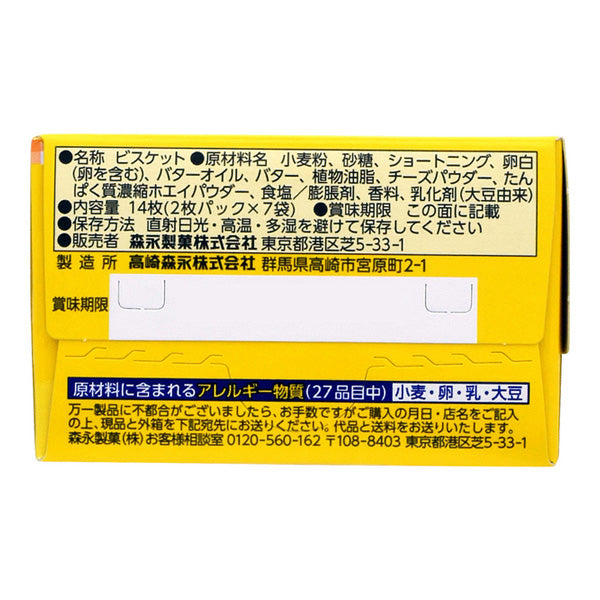 ●名称 ビスケット ●原材料名 小麦粉、砂糖、ショートニング、卵白
(卵を含む)、バターオイル、バター、植物油脂、チーズパウダー、たん
ぱく質濃縮ホエイパウダー、食塩／膨脹剤、香料、乳化剤(大豆由来)
●内容量 14枚(2枚パック×7袋) ●賞味期限 この面に記載
●保存方法 直射日光・高温・多湿を避けて保存してください
●販売者 森永製菓株式会社 東京都港区芝5-33-1
製造所 高崎森永株式会社 群馬県高崎市宮原町2-1
賞味期限
原材料に含まれるアレルギー物質(27品目中) 小麦・卵・乳・大豆
万一製品に不都合がございましたら、お手数ですがご購入の月日・店名をご記入
の上、現品と外箱を下記宛先にお送りください。代品と送料をお送りいたします。
森永製菓(株)お客様相談室 0120-560-162 〒108-8403 東京都港区芝5-33-1